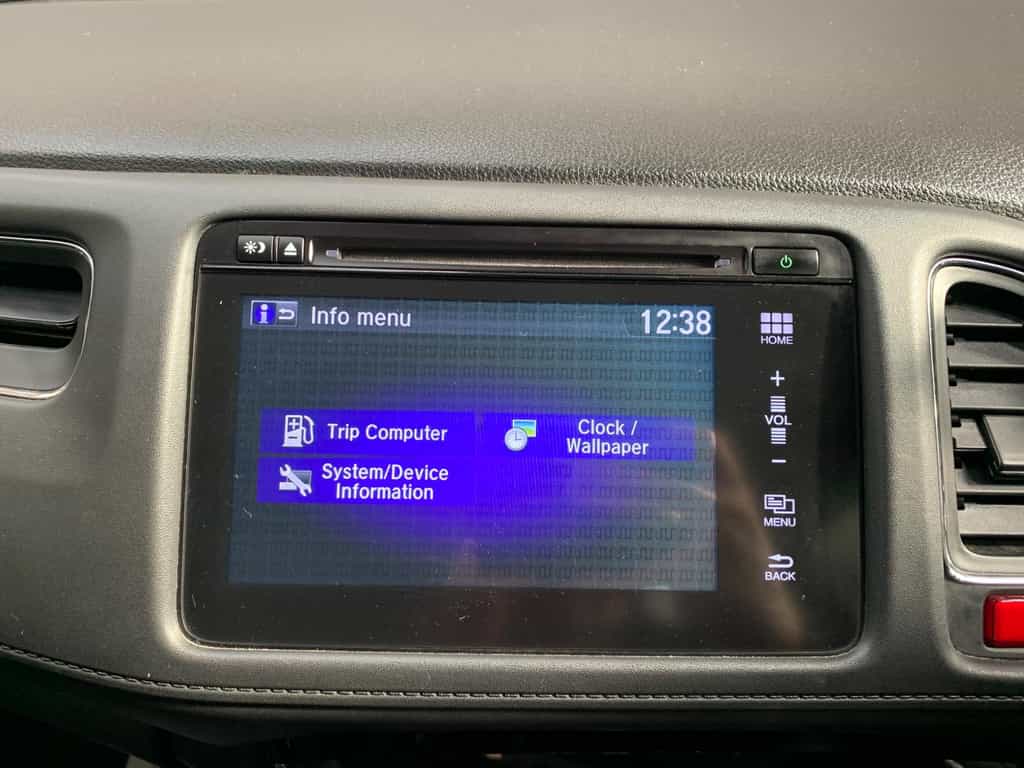 Info menu
12:38
Trip Computer
Clock /
Wallpaper
System/Device
Information
HOME
+
VOL
-
MENU
BACK